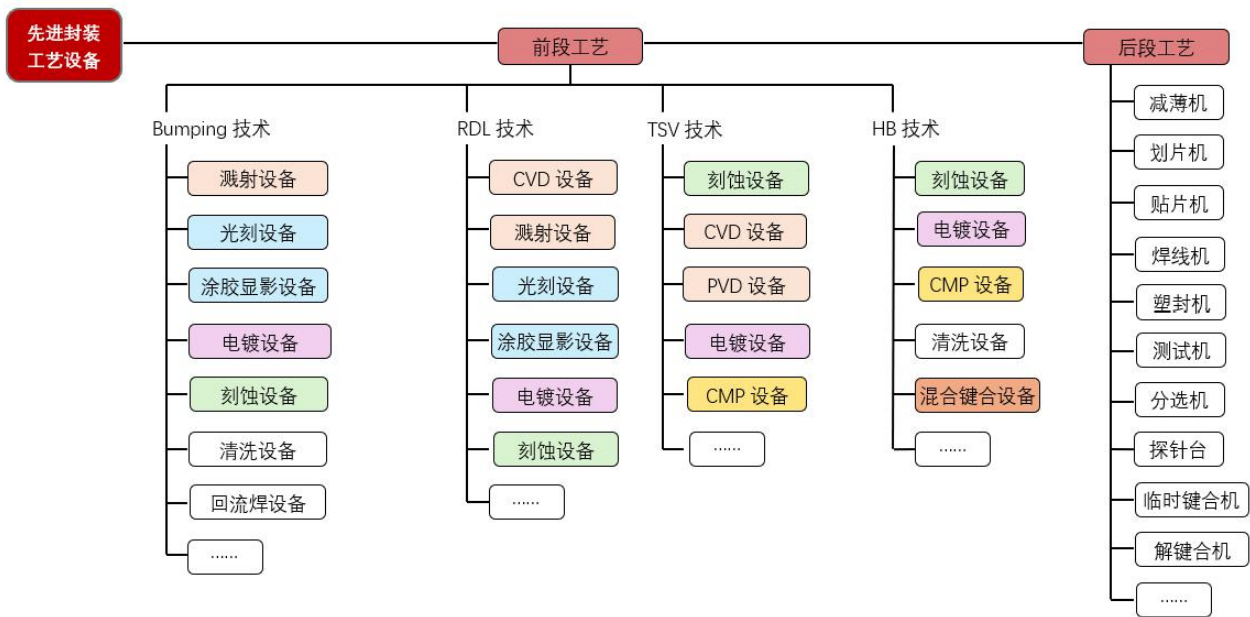 先进封装
工艺设备
前段工艺
后段工艺
Bumping 技术
溅射设备
光刻设备
涂胶显影设备
电镀设备
刻蚀设备
清洗设备
回流焊设备
......
RDL 技术
CVD 设备
溅射设备
光刻设备
涂胶显影设备
电镀设备
刻蚀设备
......
TSV 技术
刻蚀设备
CVD 设备
PVD 设备
电镀设备
CMP 设备
......
HB 技术
刻蚀设备
电镀设备
CMP 设备
清洗设备
混合键合设备
......
减薄机
划片机
贴片机
焊线机
塑封机
测试机
分选机
探针台
临时键合机
解键合机
......